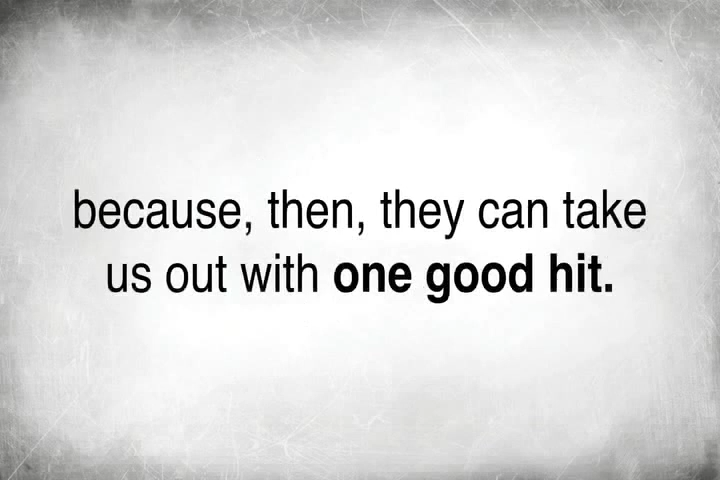 because, then, they can take
us out with one good hit.